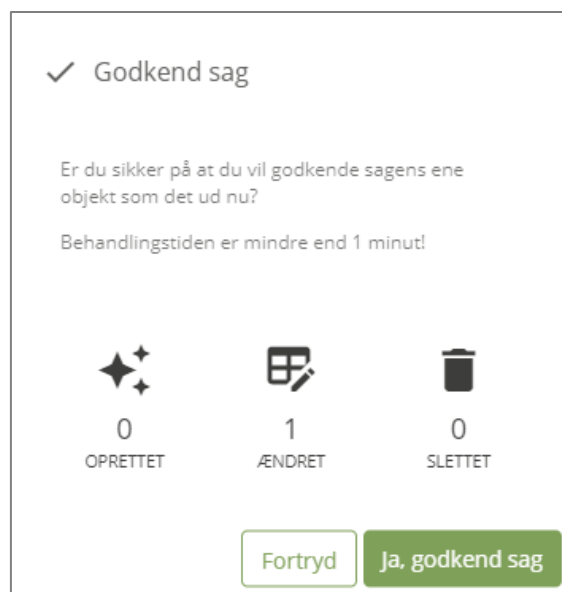 Godkend sag
Er du sikker på at du vil godkende sagens ene
objekt som det ud nu?
Behandlingstiden er mindre end 1 minut!
0 1 0
OPRETTET ÆNDRET SLETTET
Fortryd Ja, godkend sag